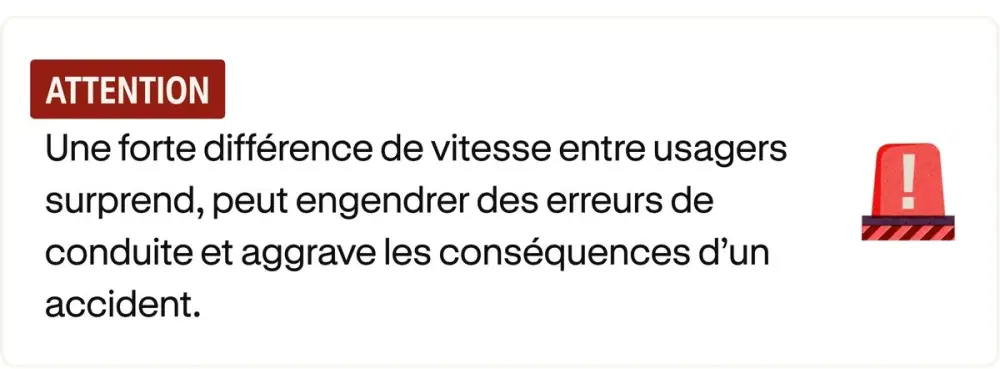 ATTENTION
Une forte différence de vitesse entre usagers
surprend, peut engendrer des erreurs de
conduite et aggrave les conséquences d’un
accident.
!